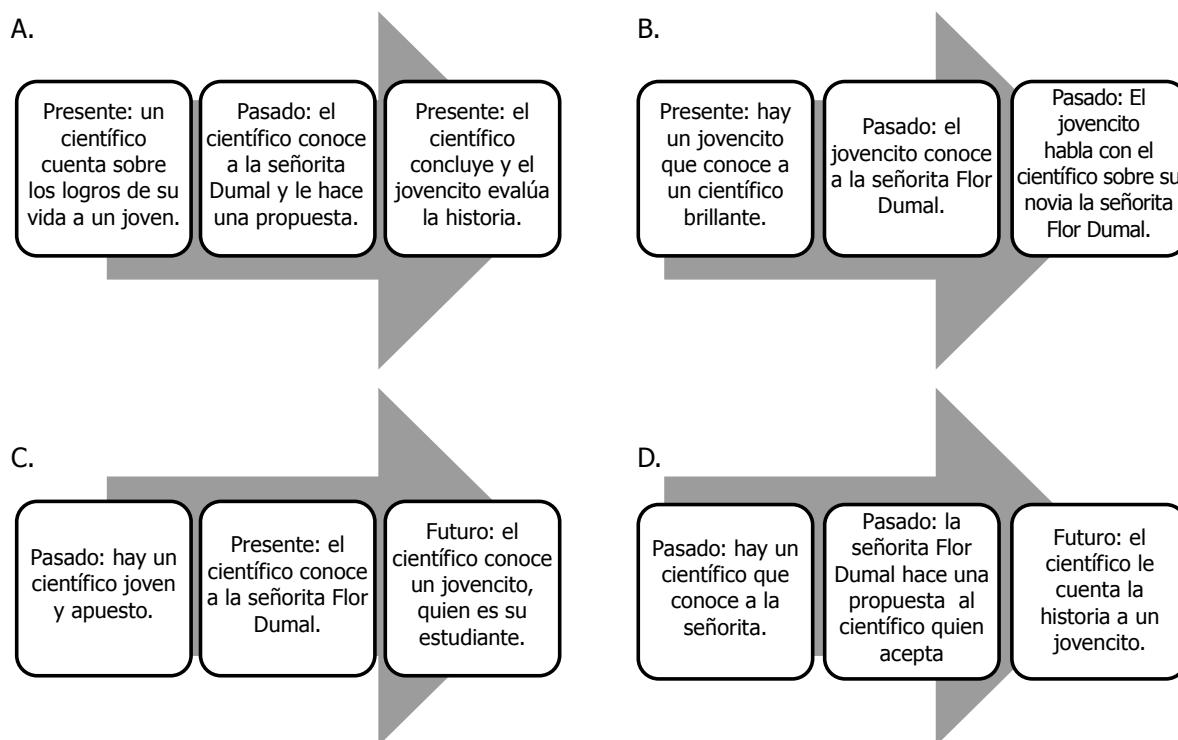 A.
Presente: un
científico
cuenta sobre
los logros de su
vida a un joven.
Pasado: el
científico conoce
a la señorita
Dumal y le hace
una propuesta.
Presente: el
científico
concluye y el
jovencito evalúa
la historia.
B.
Presente: hay
un jovencito
que conoce a
un científico
brillante.
Pasado: el
jovencito conoce
a la señorita Flor
Dumal.
Pasado: El
jovencito
habla con el
científico sobre su
novia la señorita
Flor Dumal.
C.
Pasado: hay un
científico joven
y apuesto.
Presente: el
científico conoce
a la señorita Flor
Dumal.
Futuro: el
científico conoce
un jovencito,
quien es su
estudiante.
D.
Pasado: hay un
científico que
conoce a la
señorita.
Pasado: la
señorita Flor
Dumal hace una
propuesta al
científico quien
acepta
Futuro: el
científico le
cuenta la
historia a un
jovencito.